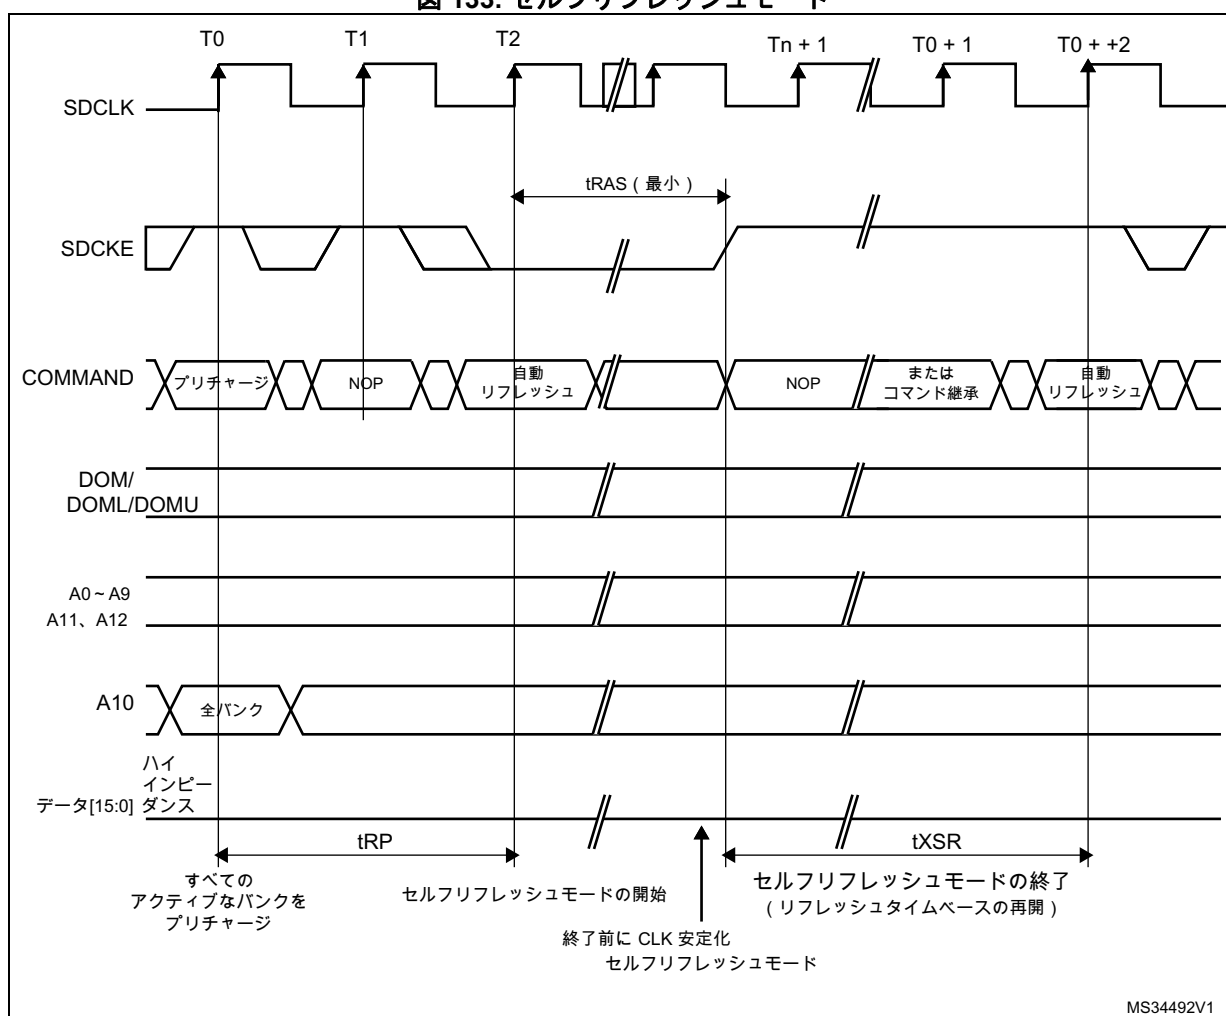 図 133. セルフリフレッシュモード
T0 T1 T2 Tn + 1 T0 + 1 T0 + +2
SDCLK
tRAS ( 最小 )
SDCKE
COMMAND
プリチャージ
NOP
自動
リフレッシュ
NOP
または
コマンド継承
自動
リフレッシュ
DOM/
DOML/DOMU
A0 ~ A9
A11、A12
A10
全バンク
ハイ
インピー
データ[15:0] ダンス
tRP
tXSR
すべての
アクティブなバンクを
プリチャージ
セルフリフレッシュモードの開始
セルフリフレッシュモードの終了
( リフレッシュタイムベースの再開 )
終了前に CLK 安定化
セルフリフレッシュモード
MS34492V1